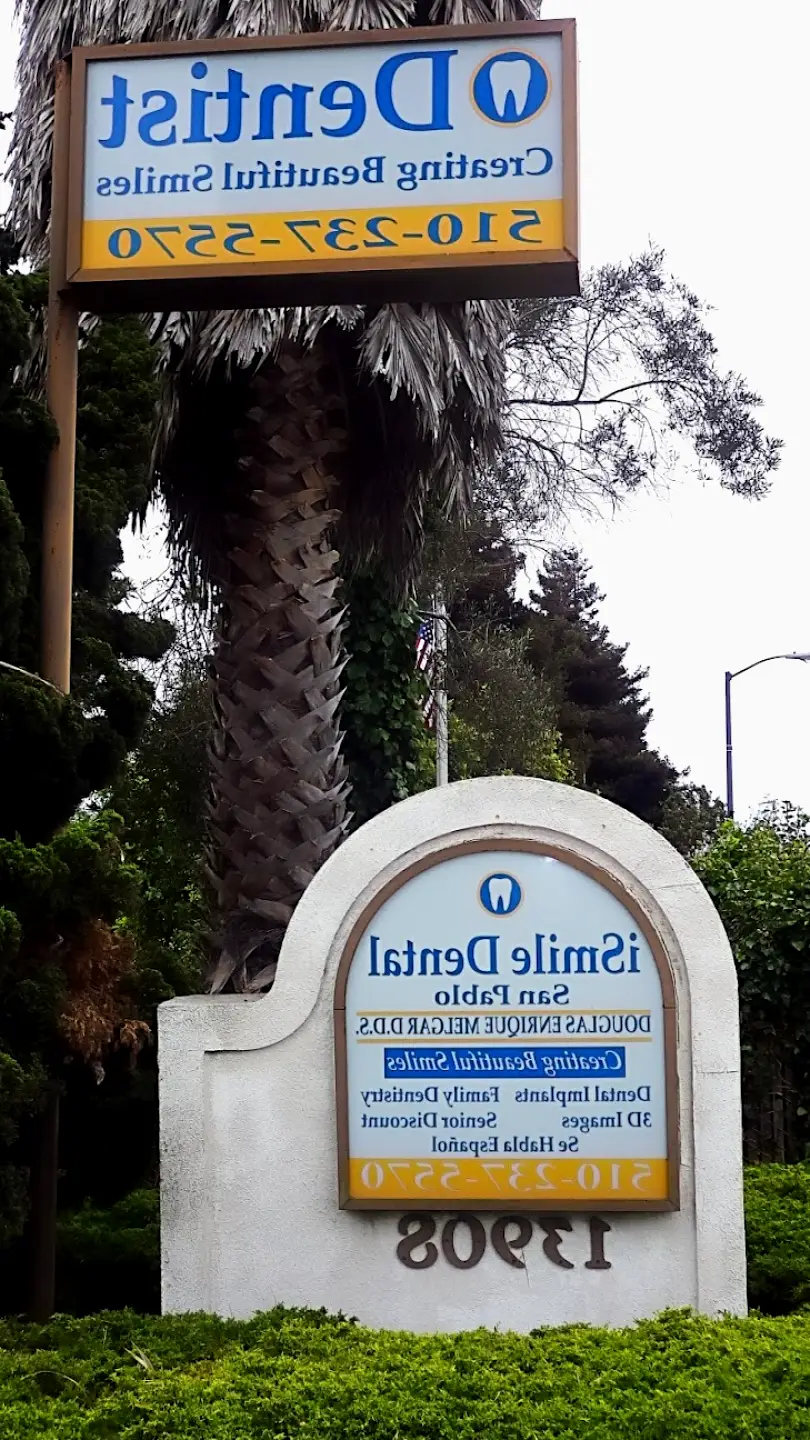 Dentist
Creating Beautiful Smiles
510-237-5570
iSmile Dental
San Pablo
DOUGLAS ENRIQUE MELGAR D.D.S.
Creating Beautiful Smiles
Dental Implants Family Dentistry
3D Images Senior Discount
Se Habla Español
510-237-5570
13908